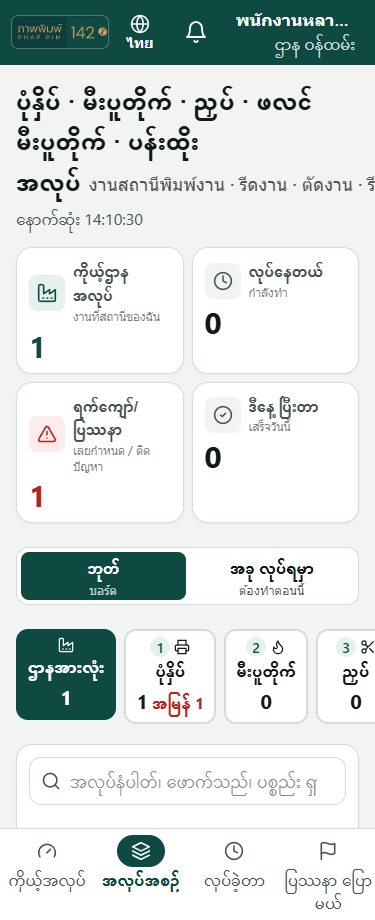 ภาพพิมพ์ 142
PHAP PIM
ไทย
พนักงานหลา...
ဌာန ဝန်ထမ်း
ပုံနှိပ် · မီးပူတိုက် · ညှပ် · ဖလင်
မီးပူတိုက် · ပန်းထိုး
အလုပ် งานสถานีพิมพ์งาน · รีดงาน · ตัดงาน · รี
နောက်ဆုံး 14:10:30
ကိုယ့်ဌာန
အလုပ်
งานที่สถานีของฉัน
1
လုပ်နေတယ်
กำลังทำ
0
ရက်ကျော်/
ပြဿနာ
เลยกำหนด / ติด
ปัญหา
1
ဒီနေ့ ပြီးတာ
เสร็จวันนี้
0
ဘုတ်
บอร์ด
အခု လုပ်ရမှာ
ต้องทำตอนนี้
ဌာနအားလုံး
1
1
ပုံနှိပ်
1 အမြန် 1
2
မီးပူတိုက်
0
3
ညှပ်
0
အလုပ်နံပါတ်၊ ဖောက်သည်၊ ပစ္စည်း ရှ
ကိုယ့်အလုပ်
အလုပ်အစဉ်
လုပ်ခဲ့တာ
ပြဿနာ ပြော
မယ်